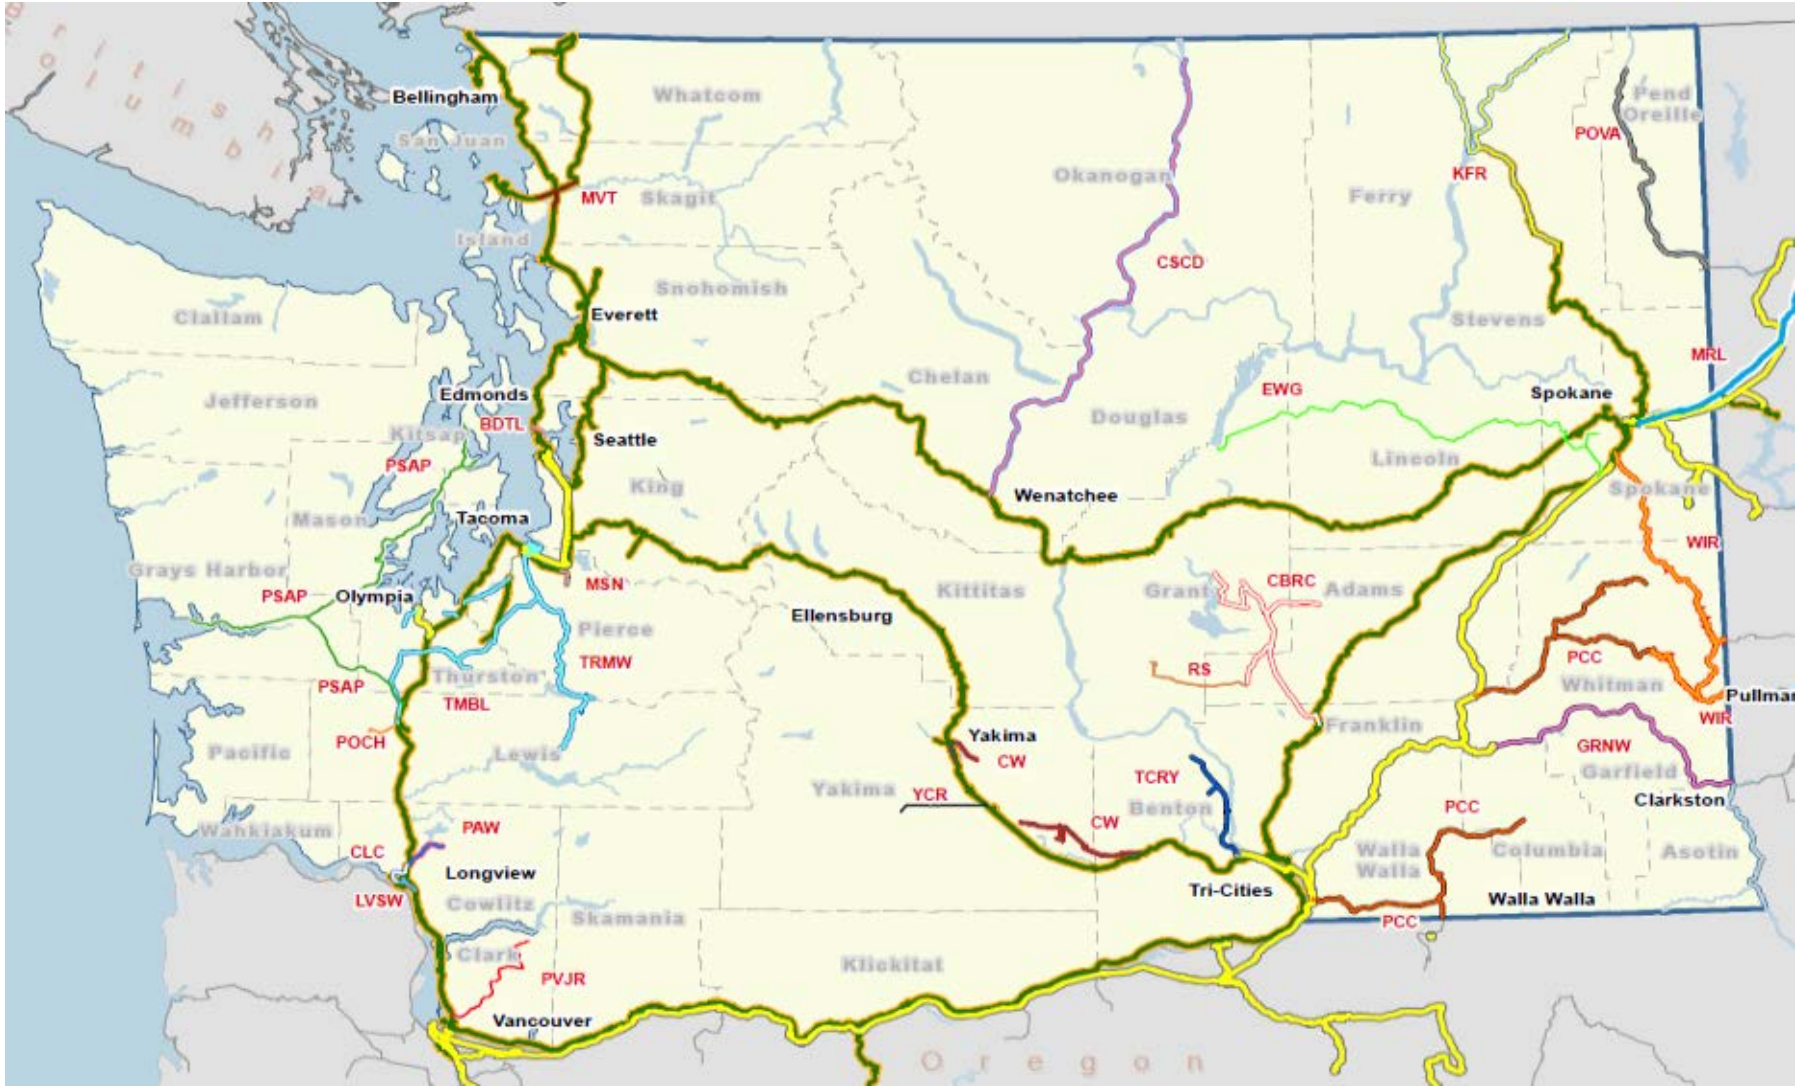 British
Columbia
Bellingham
Whatcom
San Juan
Pend
Oreille
POVA
Okanogan
KFR
Ferry
MVT
Skagit
Island
CSCD
Snohomish
Clallam
Everett
Stevens
MRL
Chelan
EWG
Spokane
Edmonds
Jefferson
Douglas
BDTL
Kitsap
Seattle
PSAP
Lincoln
King
Wenatchee
Spokane
Mason
Tacoma
WIR
Grays Harbor
PSAP
Olympia
MSN
Kittitas
Grant
CBRC
Adams
Ellensburg
Pierce
TRMW
PCC
RS
Whitman
Thurston
PSAP
TMBL
Pullman
WIR
Franklin
POCH
Yakima
Pacific
Lewis
CW
GRNW
TCRY
Garfield
Yakima
YCR
Benton
PCC
Clarkston
Wahkiakum
PAW
CW
CLC
Walla
Walla
Columbia
Asotin
Longview
Tri-Cities
LVSW
Cowlitz
Walla Walla
Skamania
PCC
Clark
Klickitat
PVJR
Vancouver
Oregon